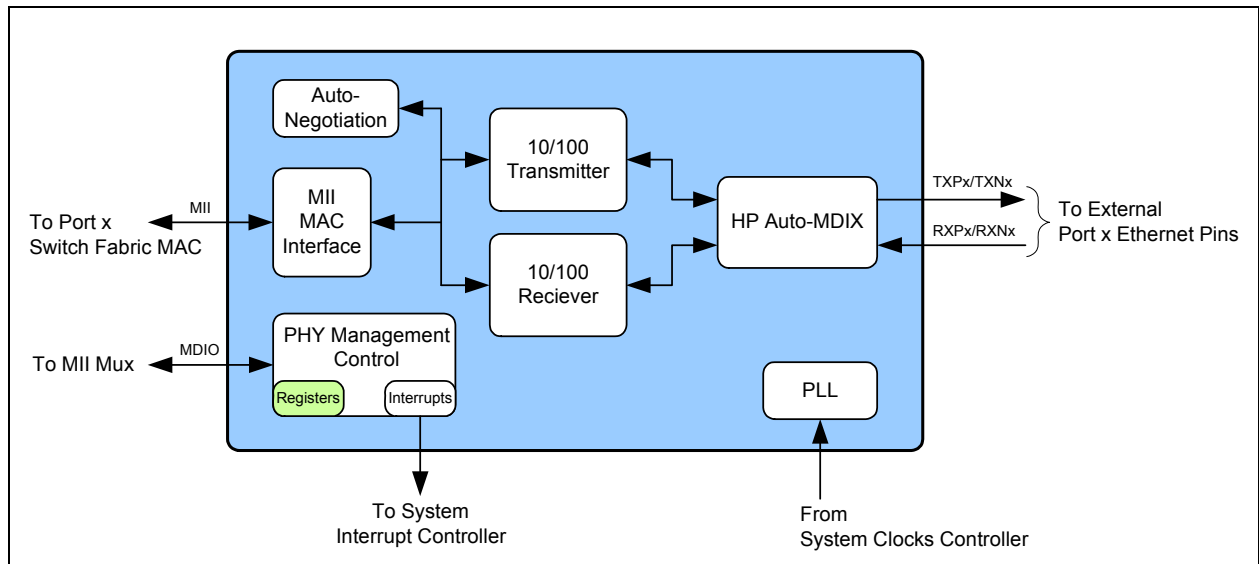 Auto-
Negotiation
MII
MAC
Interface
10/100
Transmitter
10/100
Reciever
HP Auto-MDIX
TXPx/TXNx
RXPx/RXNx
To External
Port x Ethernet Pins
MII
To Port x
Switch Fabric MAC
PHY Management
Control
Registers
Interrupts
MDIO
To MII Mux
PLL
To System
Interrupt Controller
From
System Clocks Controller